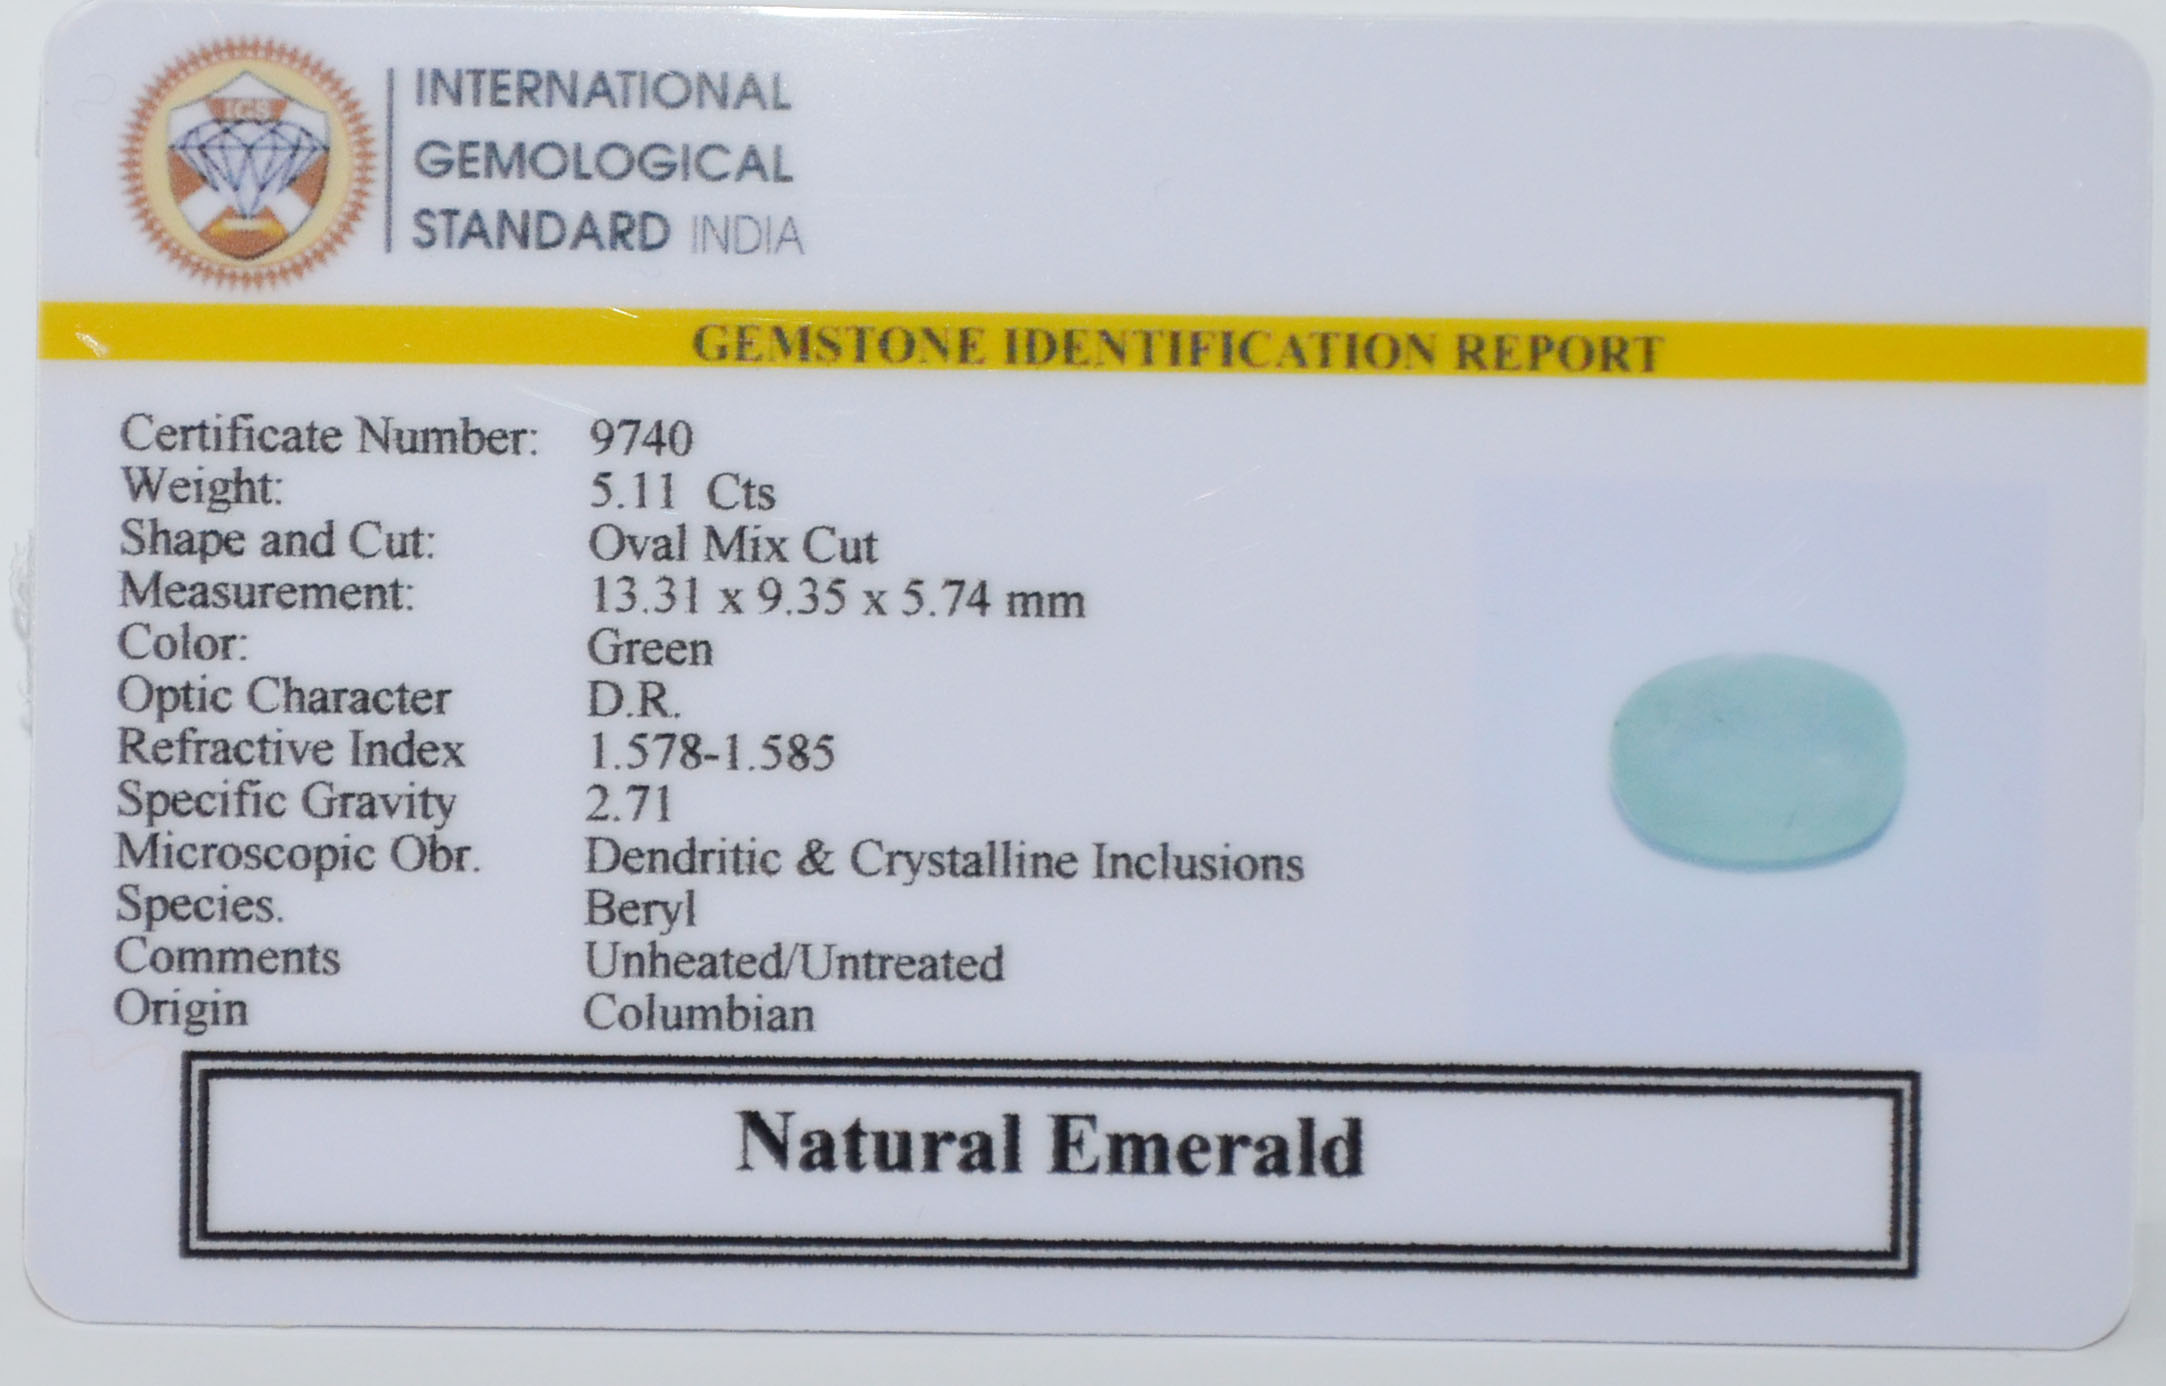 IGS
INTERNATIONAL
GEMOLOGICAL
STANDARD INDIA
GEMSTONE IDENTIFICATION REPORT
Certificate Number: 9740
Weight: 5.11 Cts
Shape and Cut: Oval Mix Cut
Measurement: 13.31 x 9.35 x 5.74 mm
Color: Green
Optic Character D.R.
Refractive Index 1.578-1.585
Specific Gravity 2.71
Microscopic Obr. Dendritic & Crystalline Inclusions
Species. Beryl
Comments Unheated/Untreated
Origin Columbian
Natural Emerald